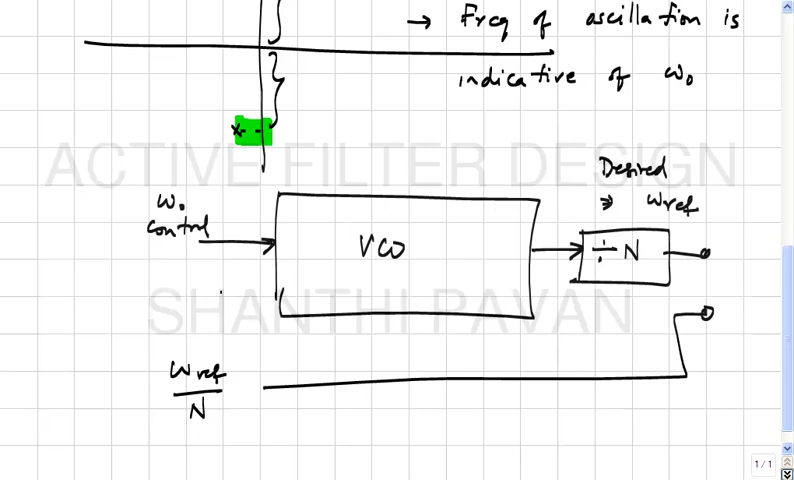 → Freq of oscillation is
indicative of ω₀
ACTIVE FILTER DESIGN
Desired
⇒ ωref
ω₀
control
VCO
÷ N
SHANTHI PAVAN
ωref
N
1 / 1